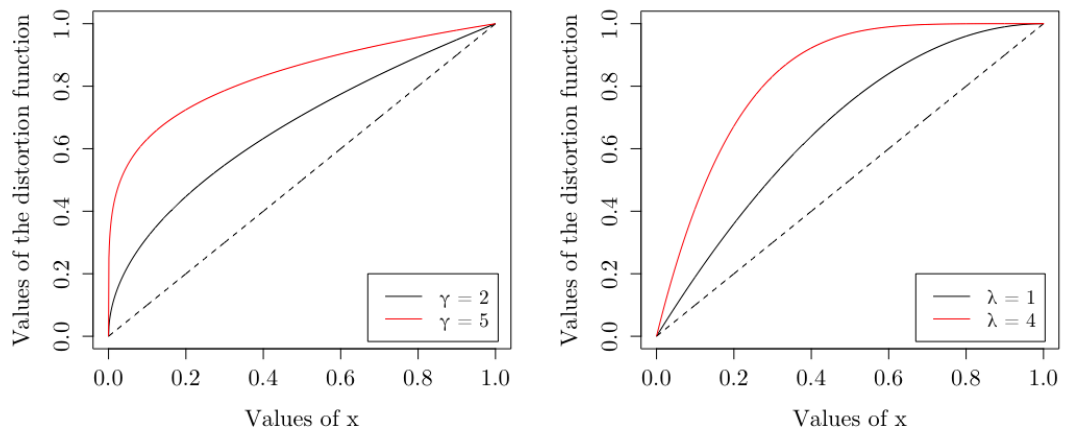 Values of the distortion function
1.0
0.8
0.6
0.4
0.2
0.0
γ = 2
γ = 5
0.0 0.2 0.4 0.6 0.8 1.0
Values of x
Values of the distortion function
1.0
0.8
0.6
0.4
0.2
0.0
λ = 1
λ = 4
0.0 0.2 0.4 0.6 0.8 1.0
Values of x